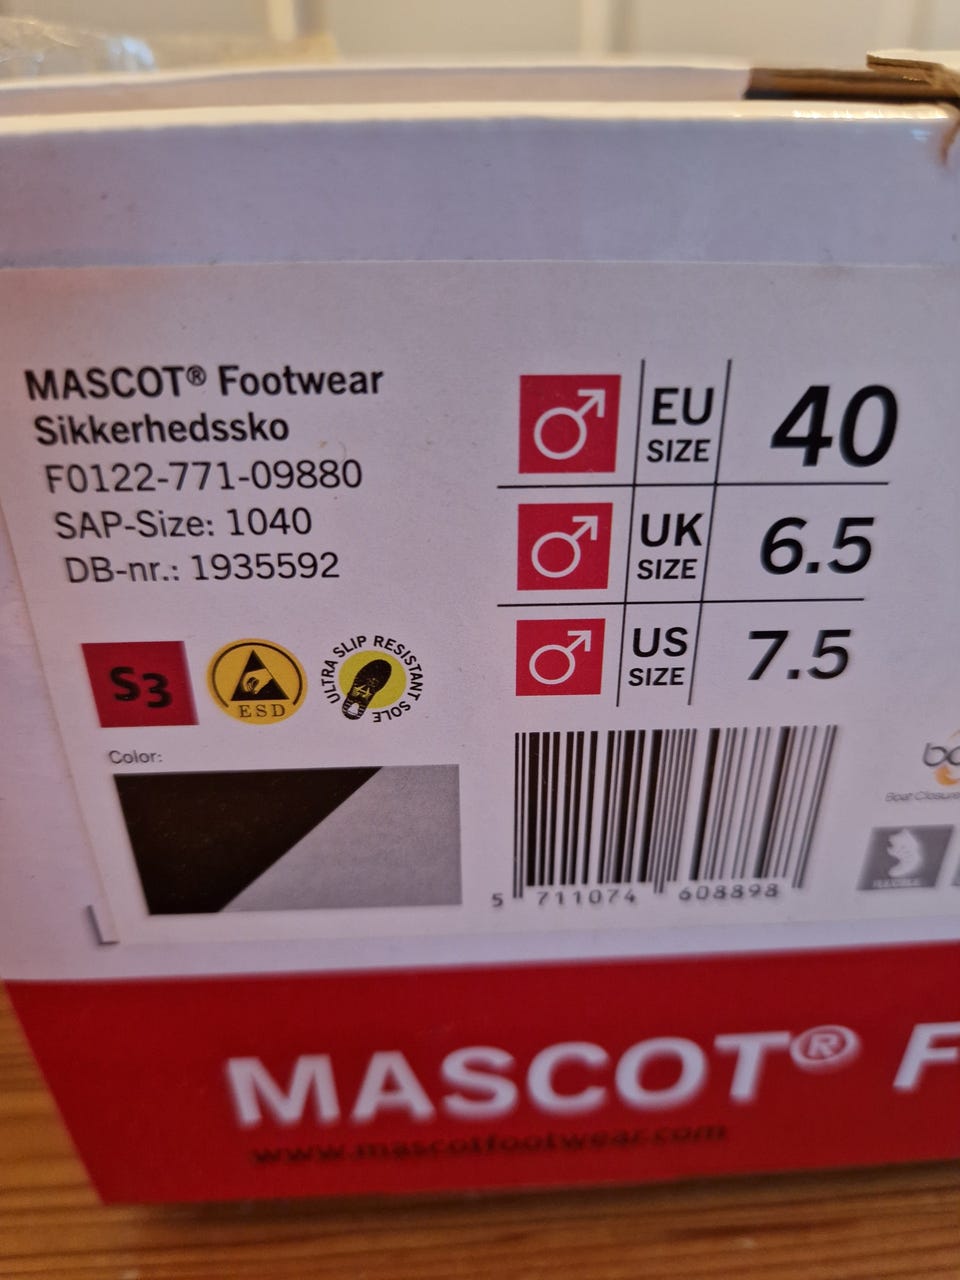 MASCOT® Footwear
Sikkerhedssko
F0122-771-09880
SAP-Size: 1040
DB-nr.: 1935592
EU SIZE 40
UK SIZE 6.5
US SIZE 7.5
S3
ESD
ULTRA SLIP RESISTANT SOLE
Color:
5 711074 608898
Boat Closure
MASCOT® F
www.mascotfootwear.com